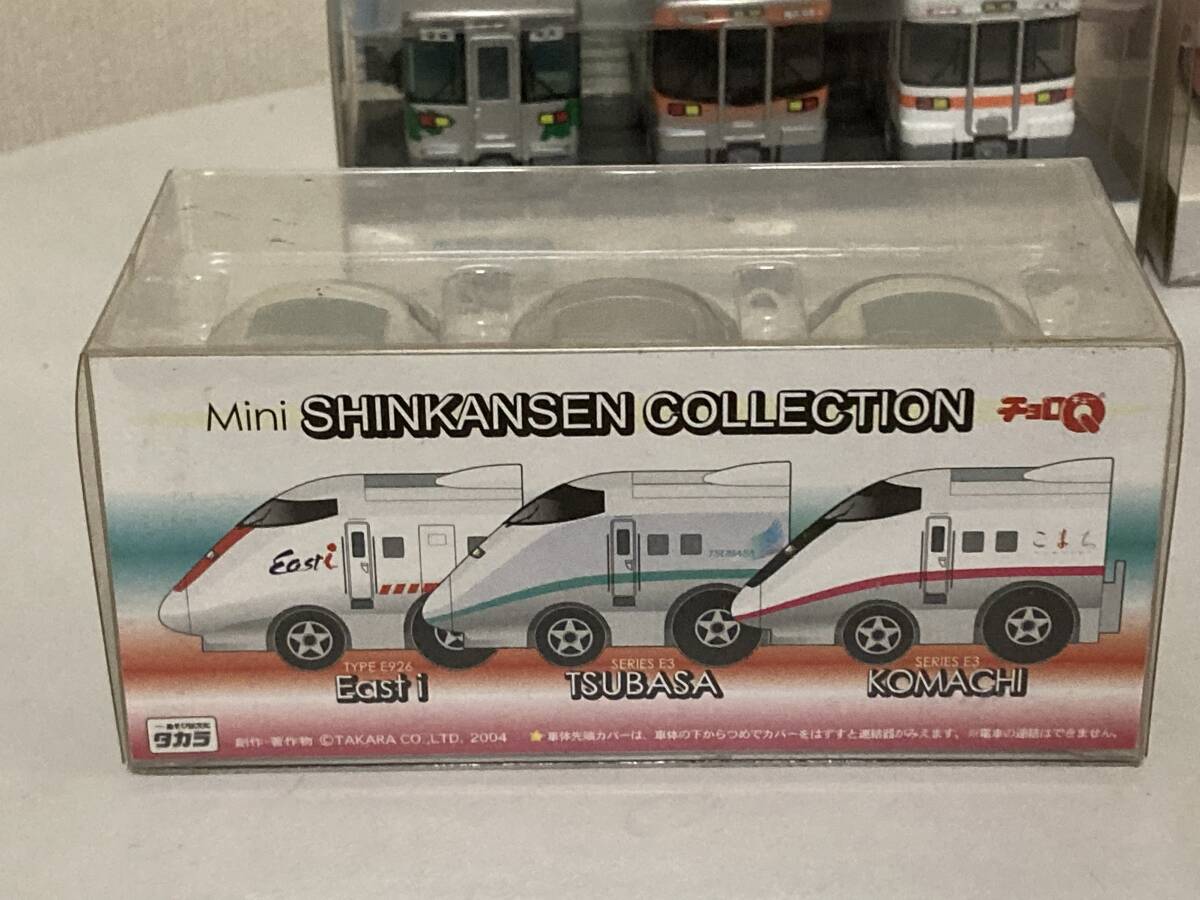 Mini SHINKANSEN COLLECTION チョロQ
East i
TSUBASA
こまち
TYPE E926
East i
SERIES E3
TSUBASA
SERIES E3
KOMACHI
タカラ
創作・著作物 ©TAKARA CO.,LTD. 2004
★車体先端カバーは、車体の下からつめでカバーをはずすと連結器がみえます。※電車の連結はできません。